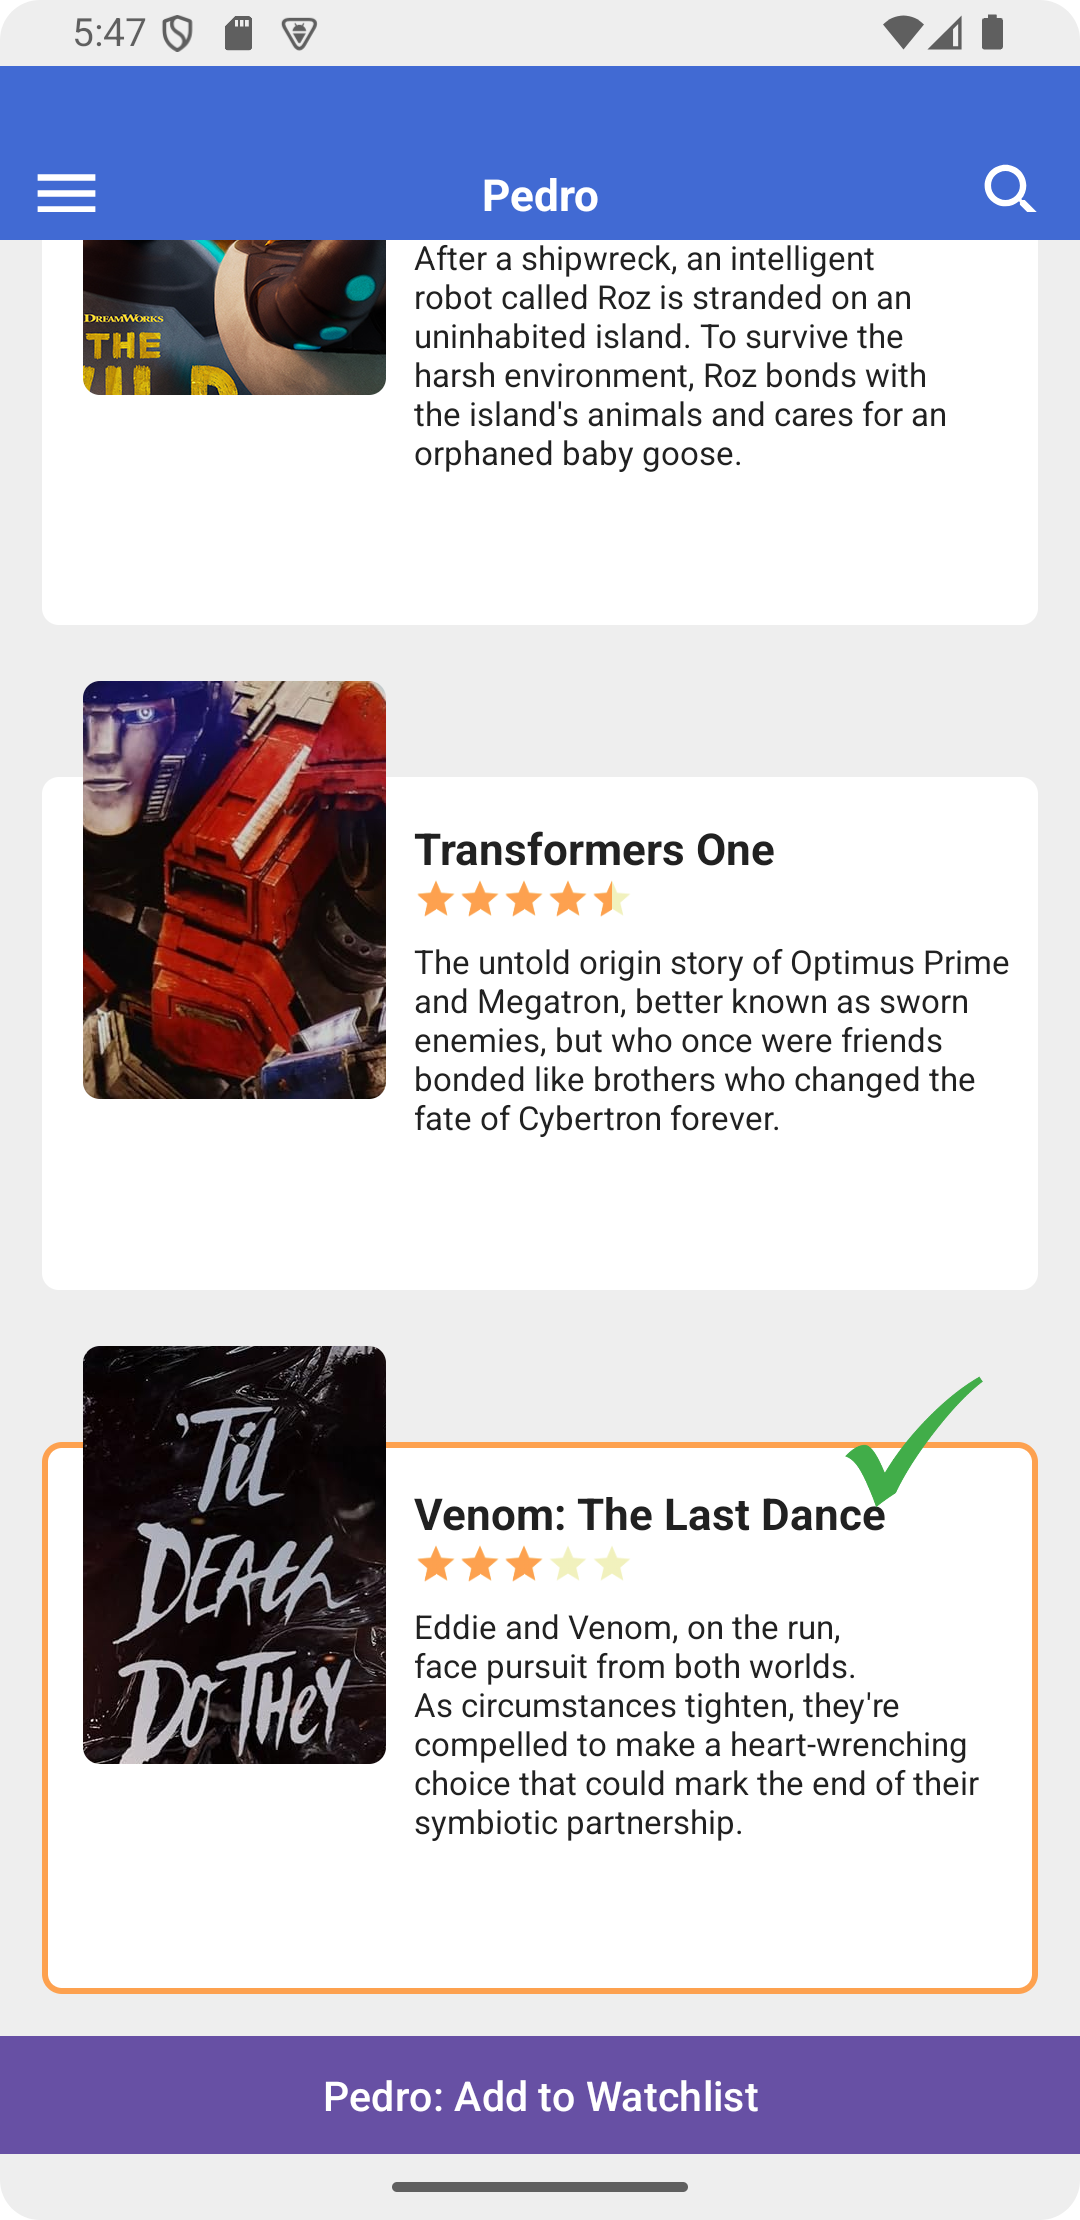 5:47
Pedro
DREAMWORKS
THE
WILD
After a shipwreck, an intelligent
robot called Roz is stranded on an
uninhabited island. To survive the
harsh environment, Roz bonds with
the island's animals and cares for an
orphaned baby goose.
Transformers One
The untold origin story of Optimus Prime
and Megatron, better known as sworn
enemies, but who once were friends
bonded like brothers who changed the
fate of Cybertron forever.
'Til
DEATH
DO THEY
Venom: The Last Dance
Eddie and Venom, on the run,
face pursuit from both worlds.
As circumstances tighten, they're
compelled to make a heart-wrenching
choice that could mark the end of their
symbiotic partnership.
Pedro: Add to Watchlist